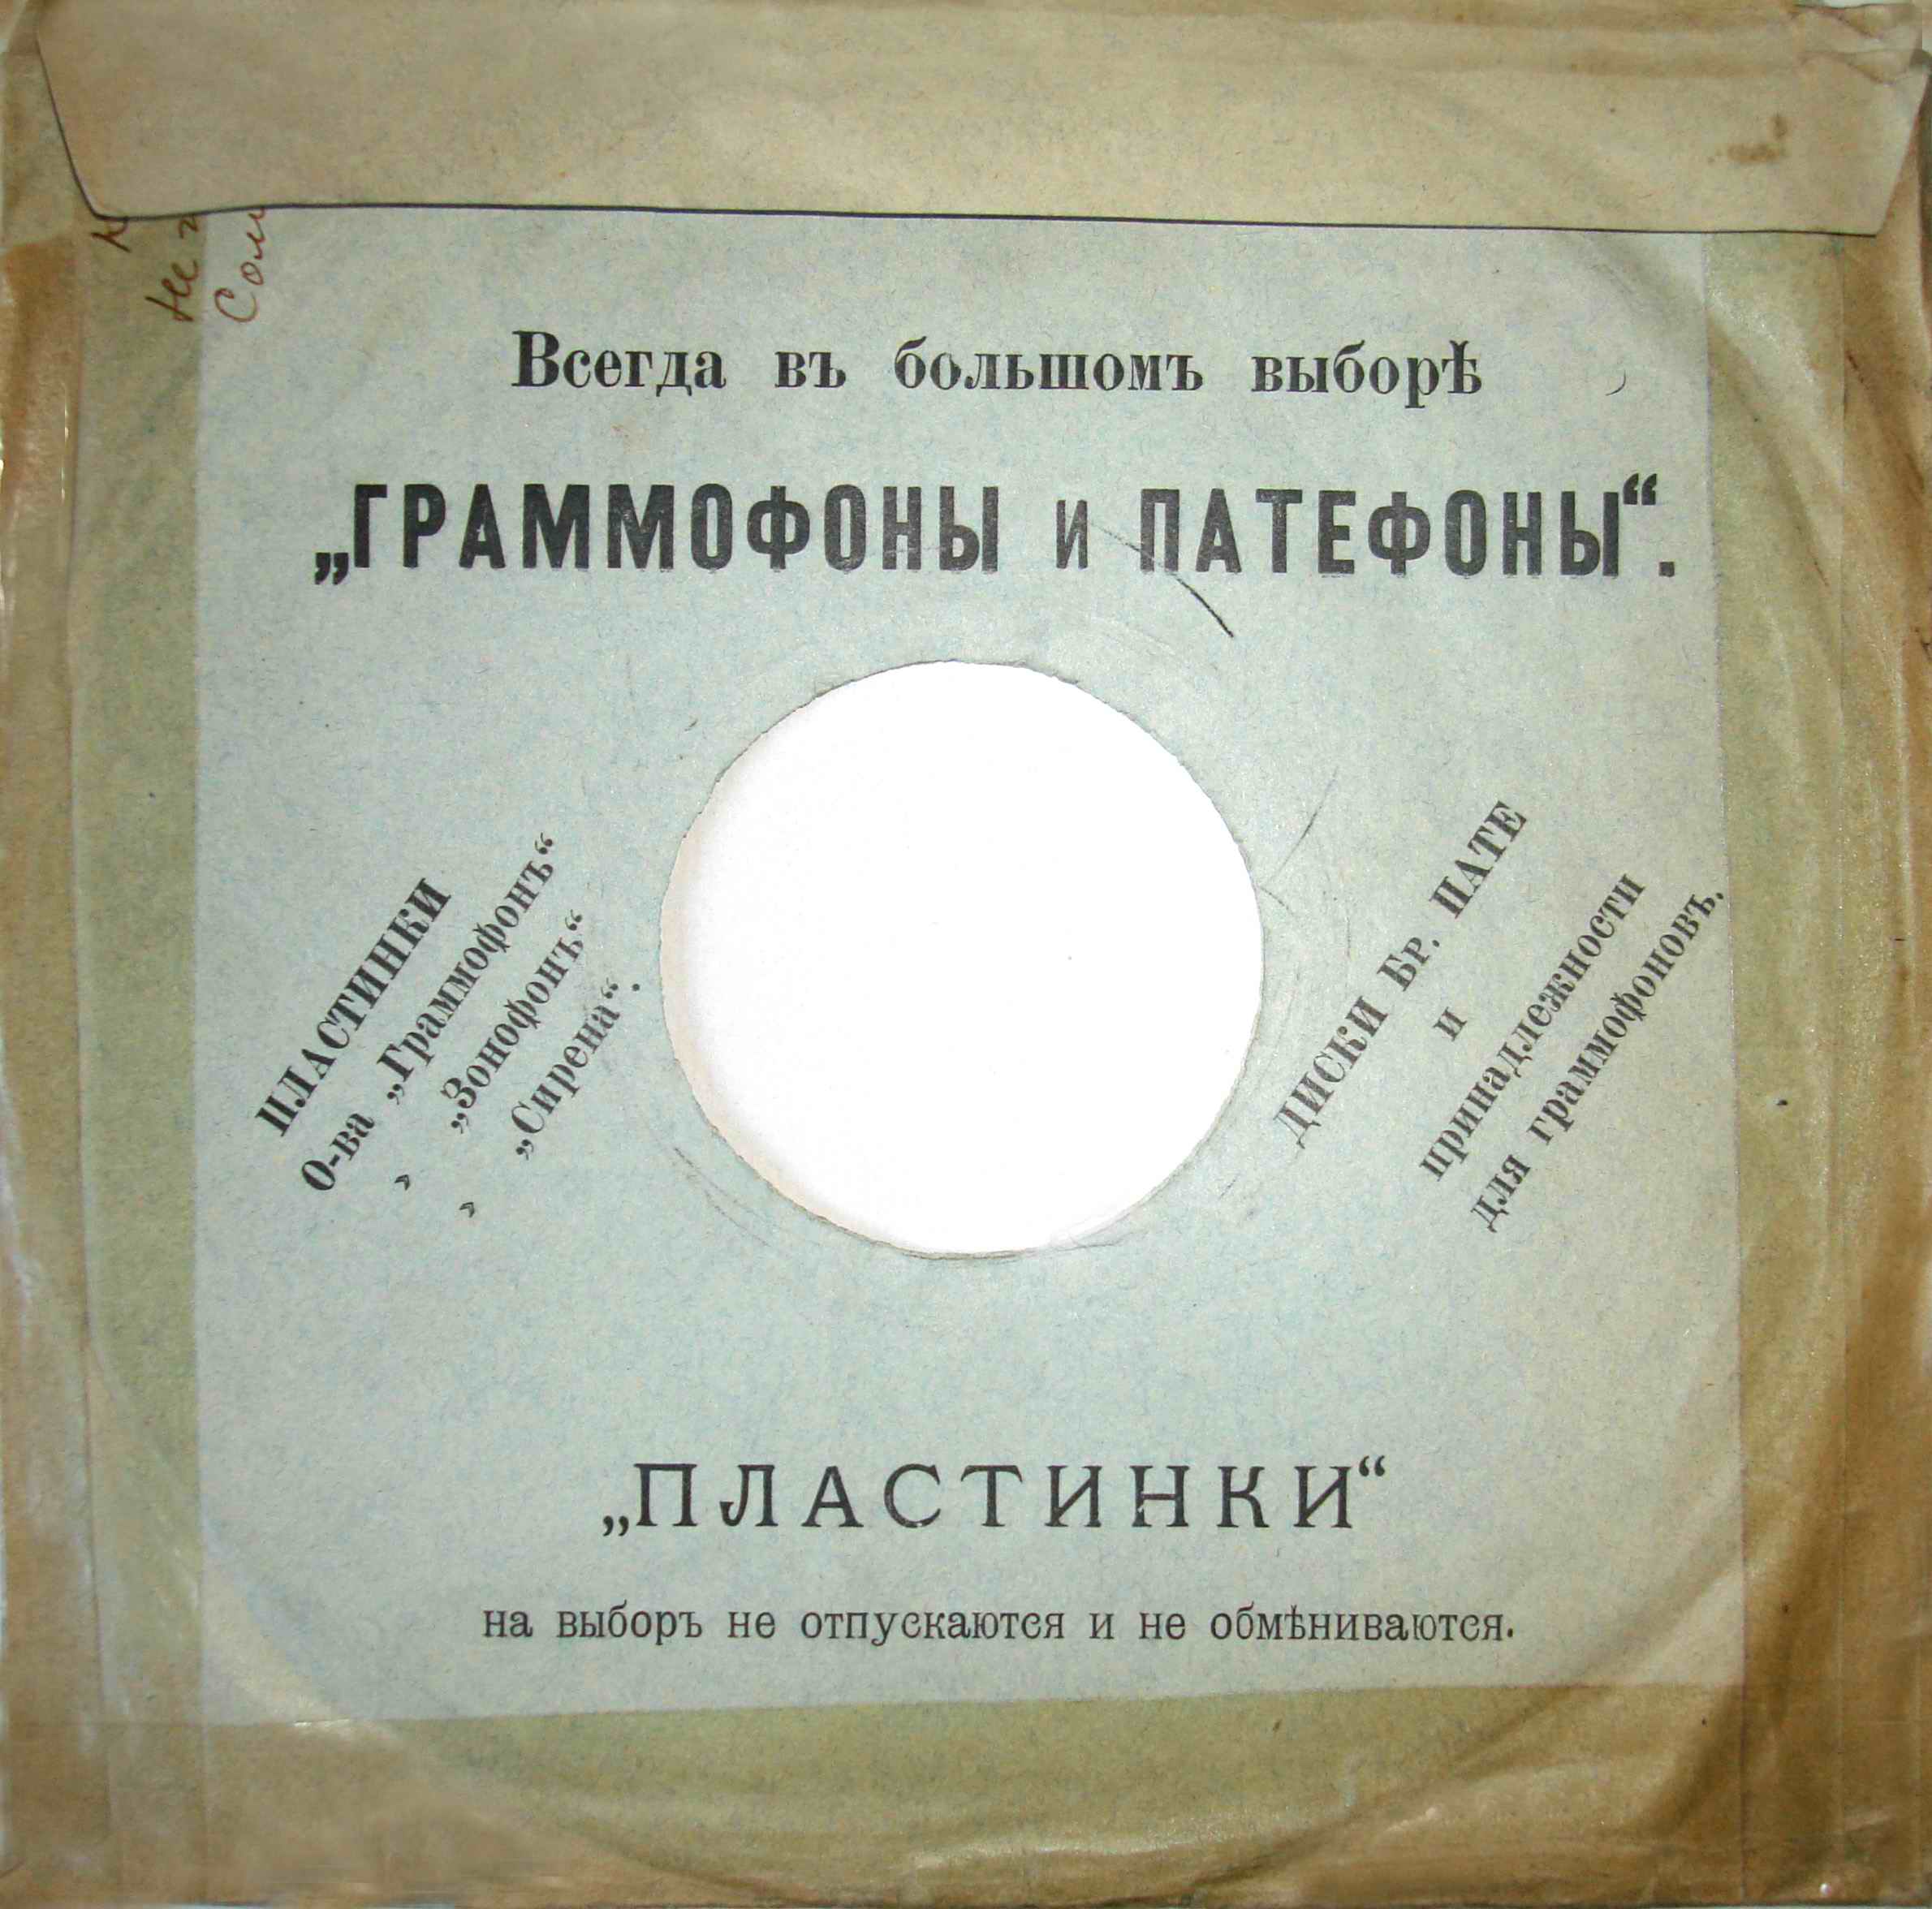 Всегда въ большомъ выборѣ
„ГРАММОФОНЫ и ПАТЕФОНЫ“.
ПЛАСТИНКИ
О-ва „Граммофонъ“
„ „Зонофонъ“
„ „Сирена“.
ДИСКИ Бр. ПАТЕ
и
принадлежности
для граммофоновъ.
„ПЛАСТИНКИ“
на выборъ не отпускаются и не обмѣниваются.